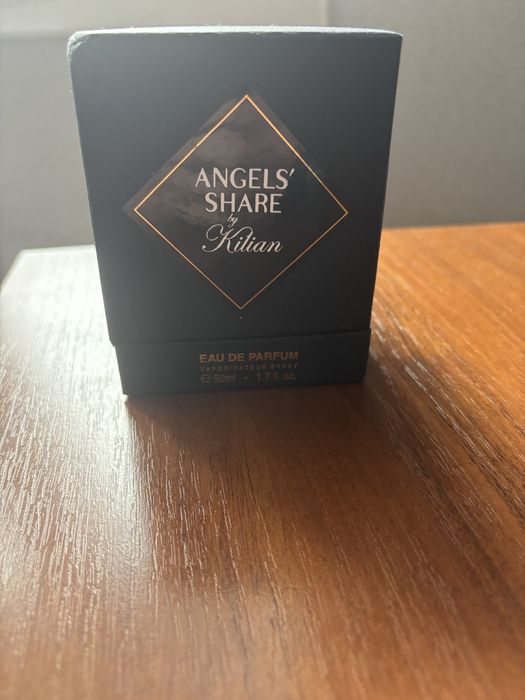 ANGELS'
SHARE
by
Kilian
EAU DE PARFUM
VAPORISATEUR SPRAY
℮ 50ml - 1.7 fl. oz.